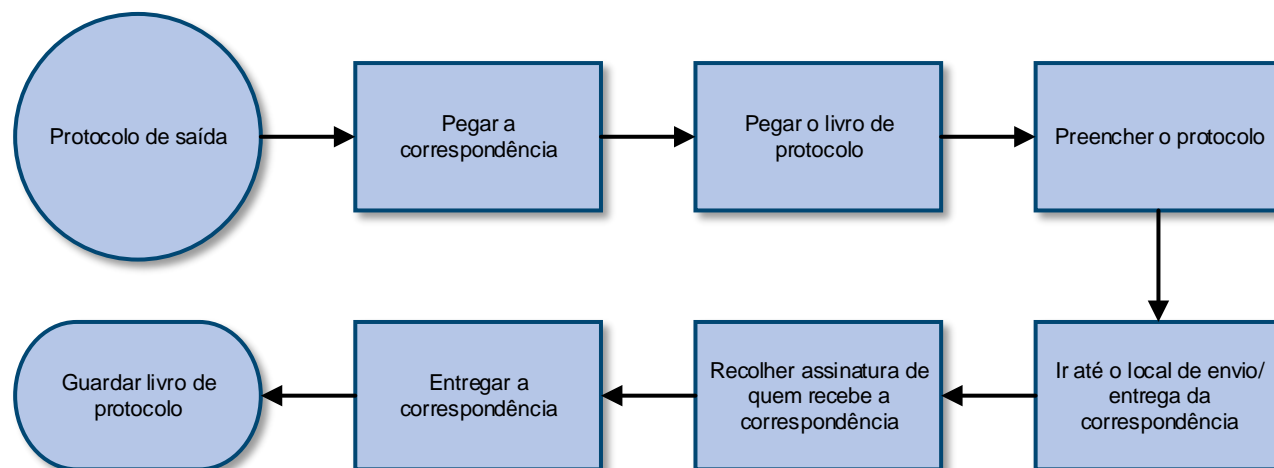 Protocolo de saída
Pegar a
correspondência
Pegar o livro de
protocolo
Preencher o protocolo
Ir até o local de envio/
entrega da
correspondência
Recolher assinatura de
quem recebe a
correspondência
Entregar a
correspondência
Guardar livro de
protocolo